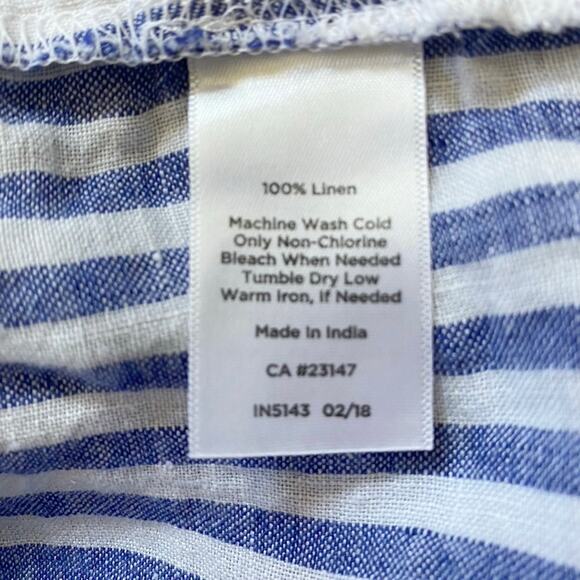 100% Linen
Machine Wash Cold
Only Non-Chlorine
Bleach When Needed
Tumble Dry Low
Warm Iron, If Needed
Made In India
CA #23147
IN5143 02/18